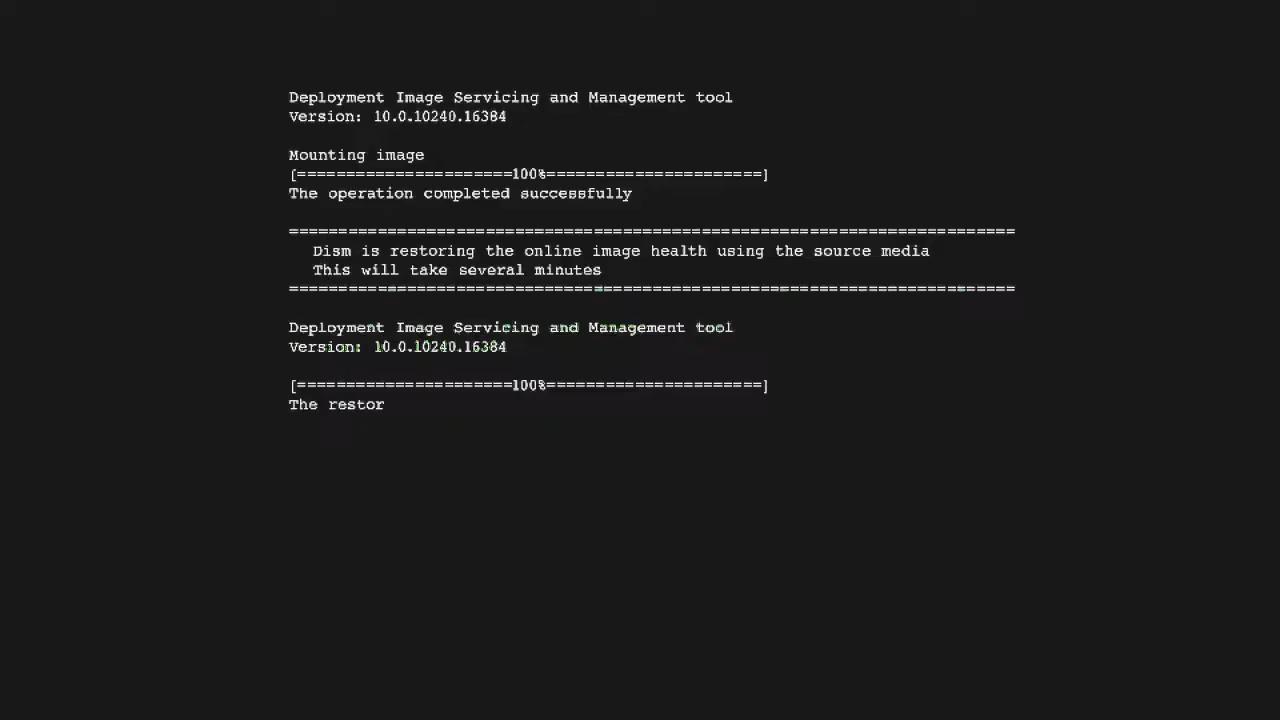 Deployment Image Servicing and Management tool
Version: 10.0.10240.16384
Mounting image
[======================100%======================]
The operation completed successfully
===========================================================================
Dism is restoring the online image health using the source media
This will take several minutes
===========================================================================
Deployment Image Servicing and Management tool
Version: 10.0.10240.16384
[======================100%======================]
The restor